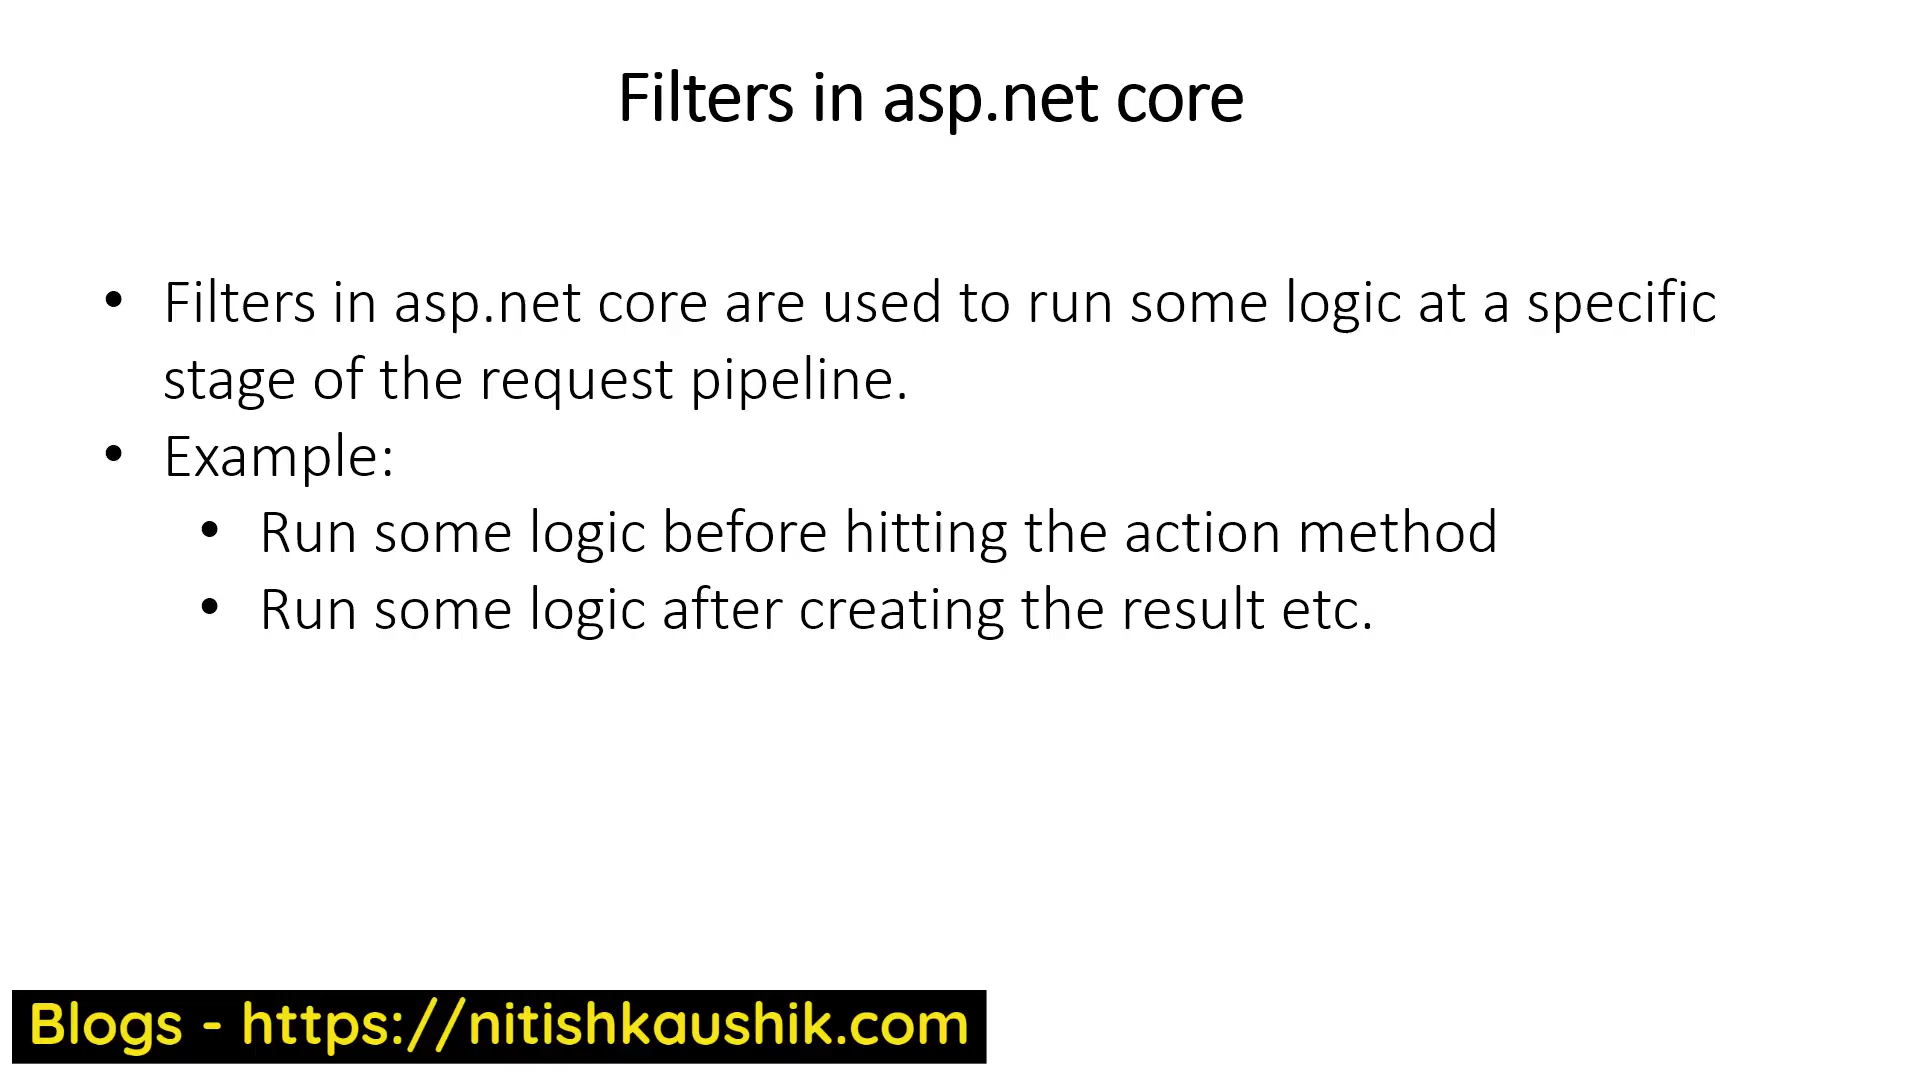 Filters in asp.net core
• Filters in asp.net core are used to run some logic at a specific
stage of the request pipeline.
• Example:
• Run some logic before hitting the action method
• Run some logic after creating the result etc.
Blogs - https://nitishkaushik.com